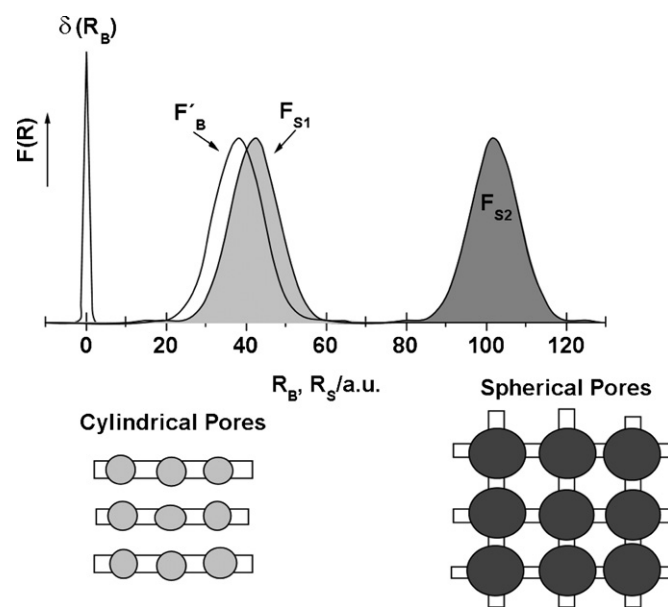 δ(R_B)
F´_B
F_S1
F(R)
F_S2
0 20 40 60 80 100 120
R_B, R_S/a.u.
Spherical Pores
Cylindrical Pores